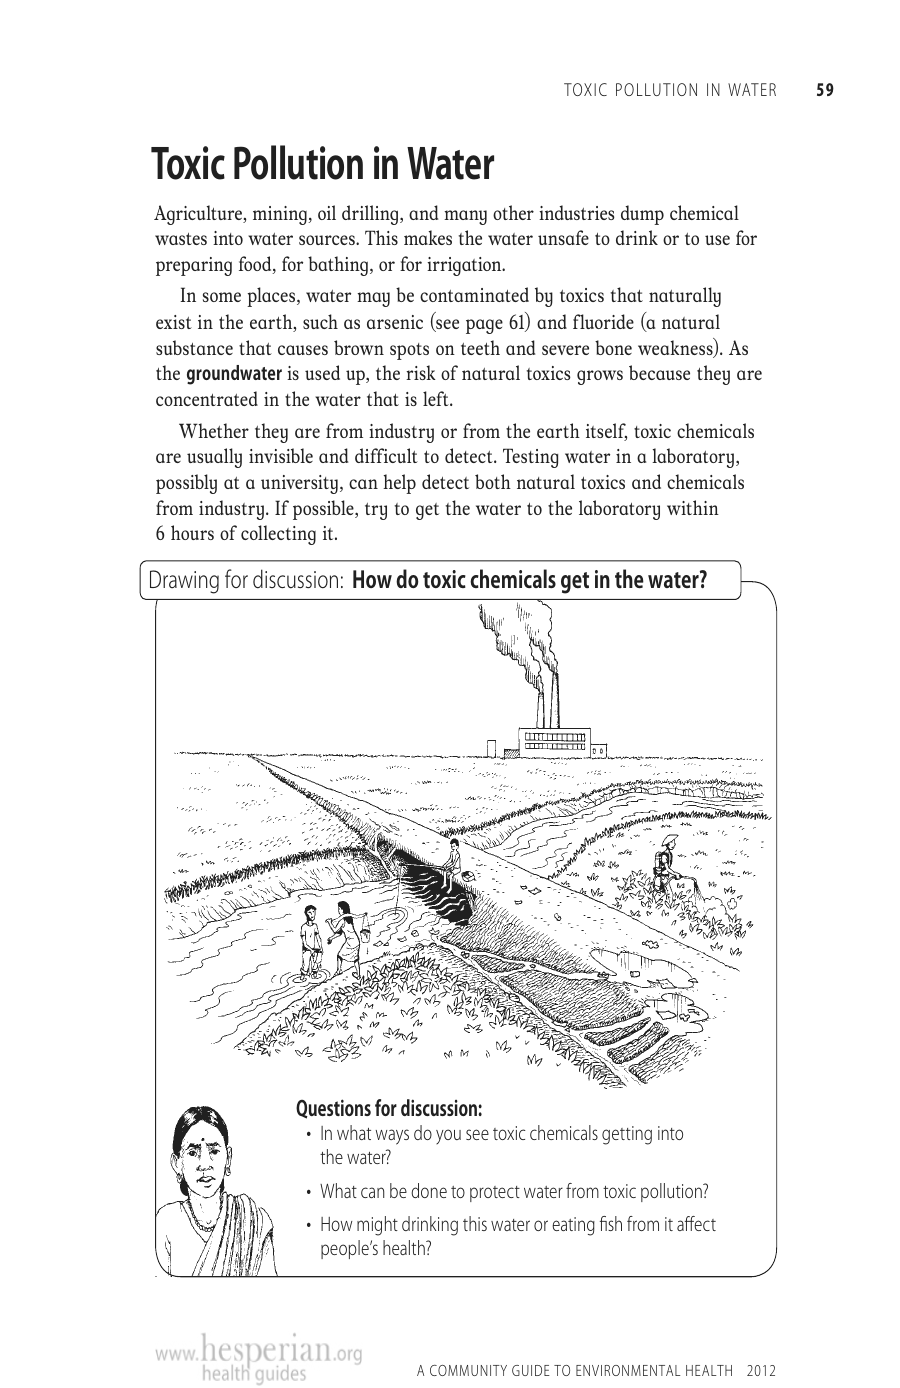 TOXIC POLLUTION IN WATER 59
Toxic Pollution in Water
Agriculture, mining, oil drilling, and many other industries dump chemical
wastes into water sources. This makes the water unsafe to drink or to use for
preparing food, for bathing, or for irrigation.
In some places, water may be contaminated by toxics that naturally
exist in the earth, such as arsenic (see page 61) and fluoride (a natural
substance that causes brown spots on teeth and severe bone weakness). As
the groundwater is used up, the risk of natural toxics grows because they are
concentrated in the water that is left.
Whether they are from industry or from the earth itself, toxic chemicals
are usually invisible and difficult to detect. Testing water in a laboratory,
possibly at a university, can help detect both natural toxics and chemicals
from industry. If possible, try to get the water to the laboratory within
6 hours of collecting it.
Drawing for discussion: How do toxic chemicals get in the water?
Questions for discussion:
• In what ways do you see toxic chemicals getting into
the water?
• What can be done to protect water from toxic pollution?
• How might drinking this water or eating fish from it affect
people's health?
www.hesperian.org
health guides
A COMMUNITY GUIDE TO ENVIRONMENTAL HEALTH 2012